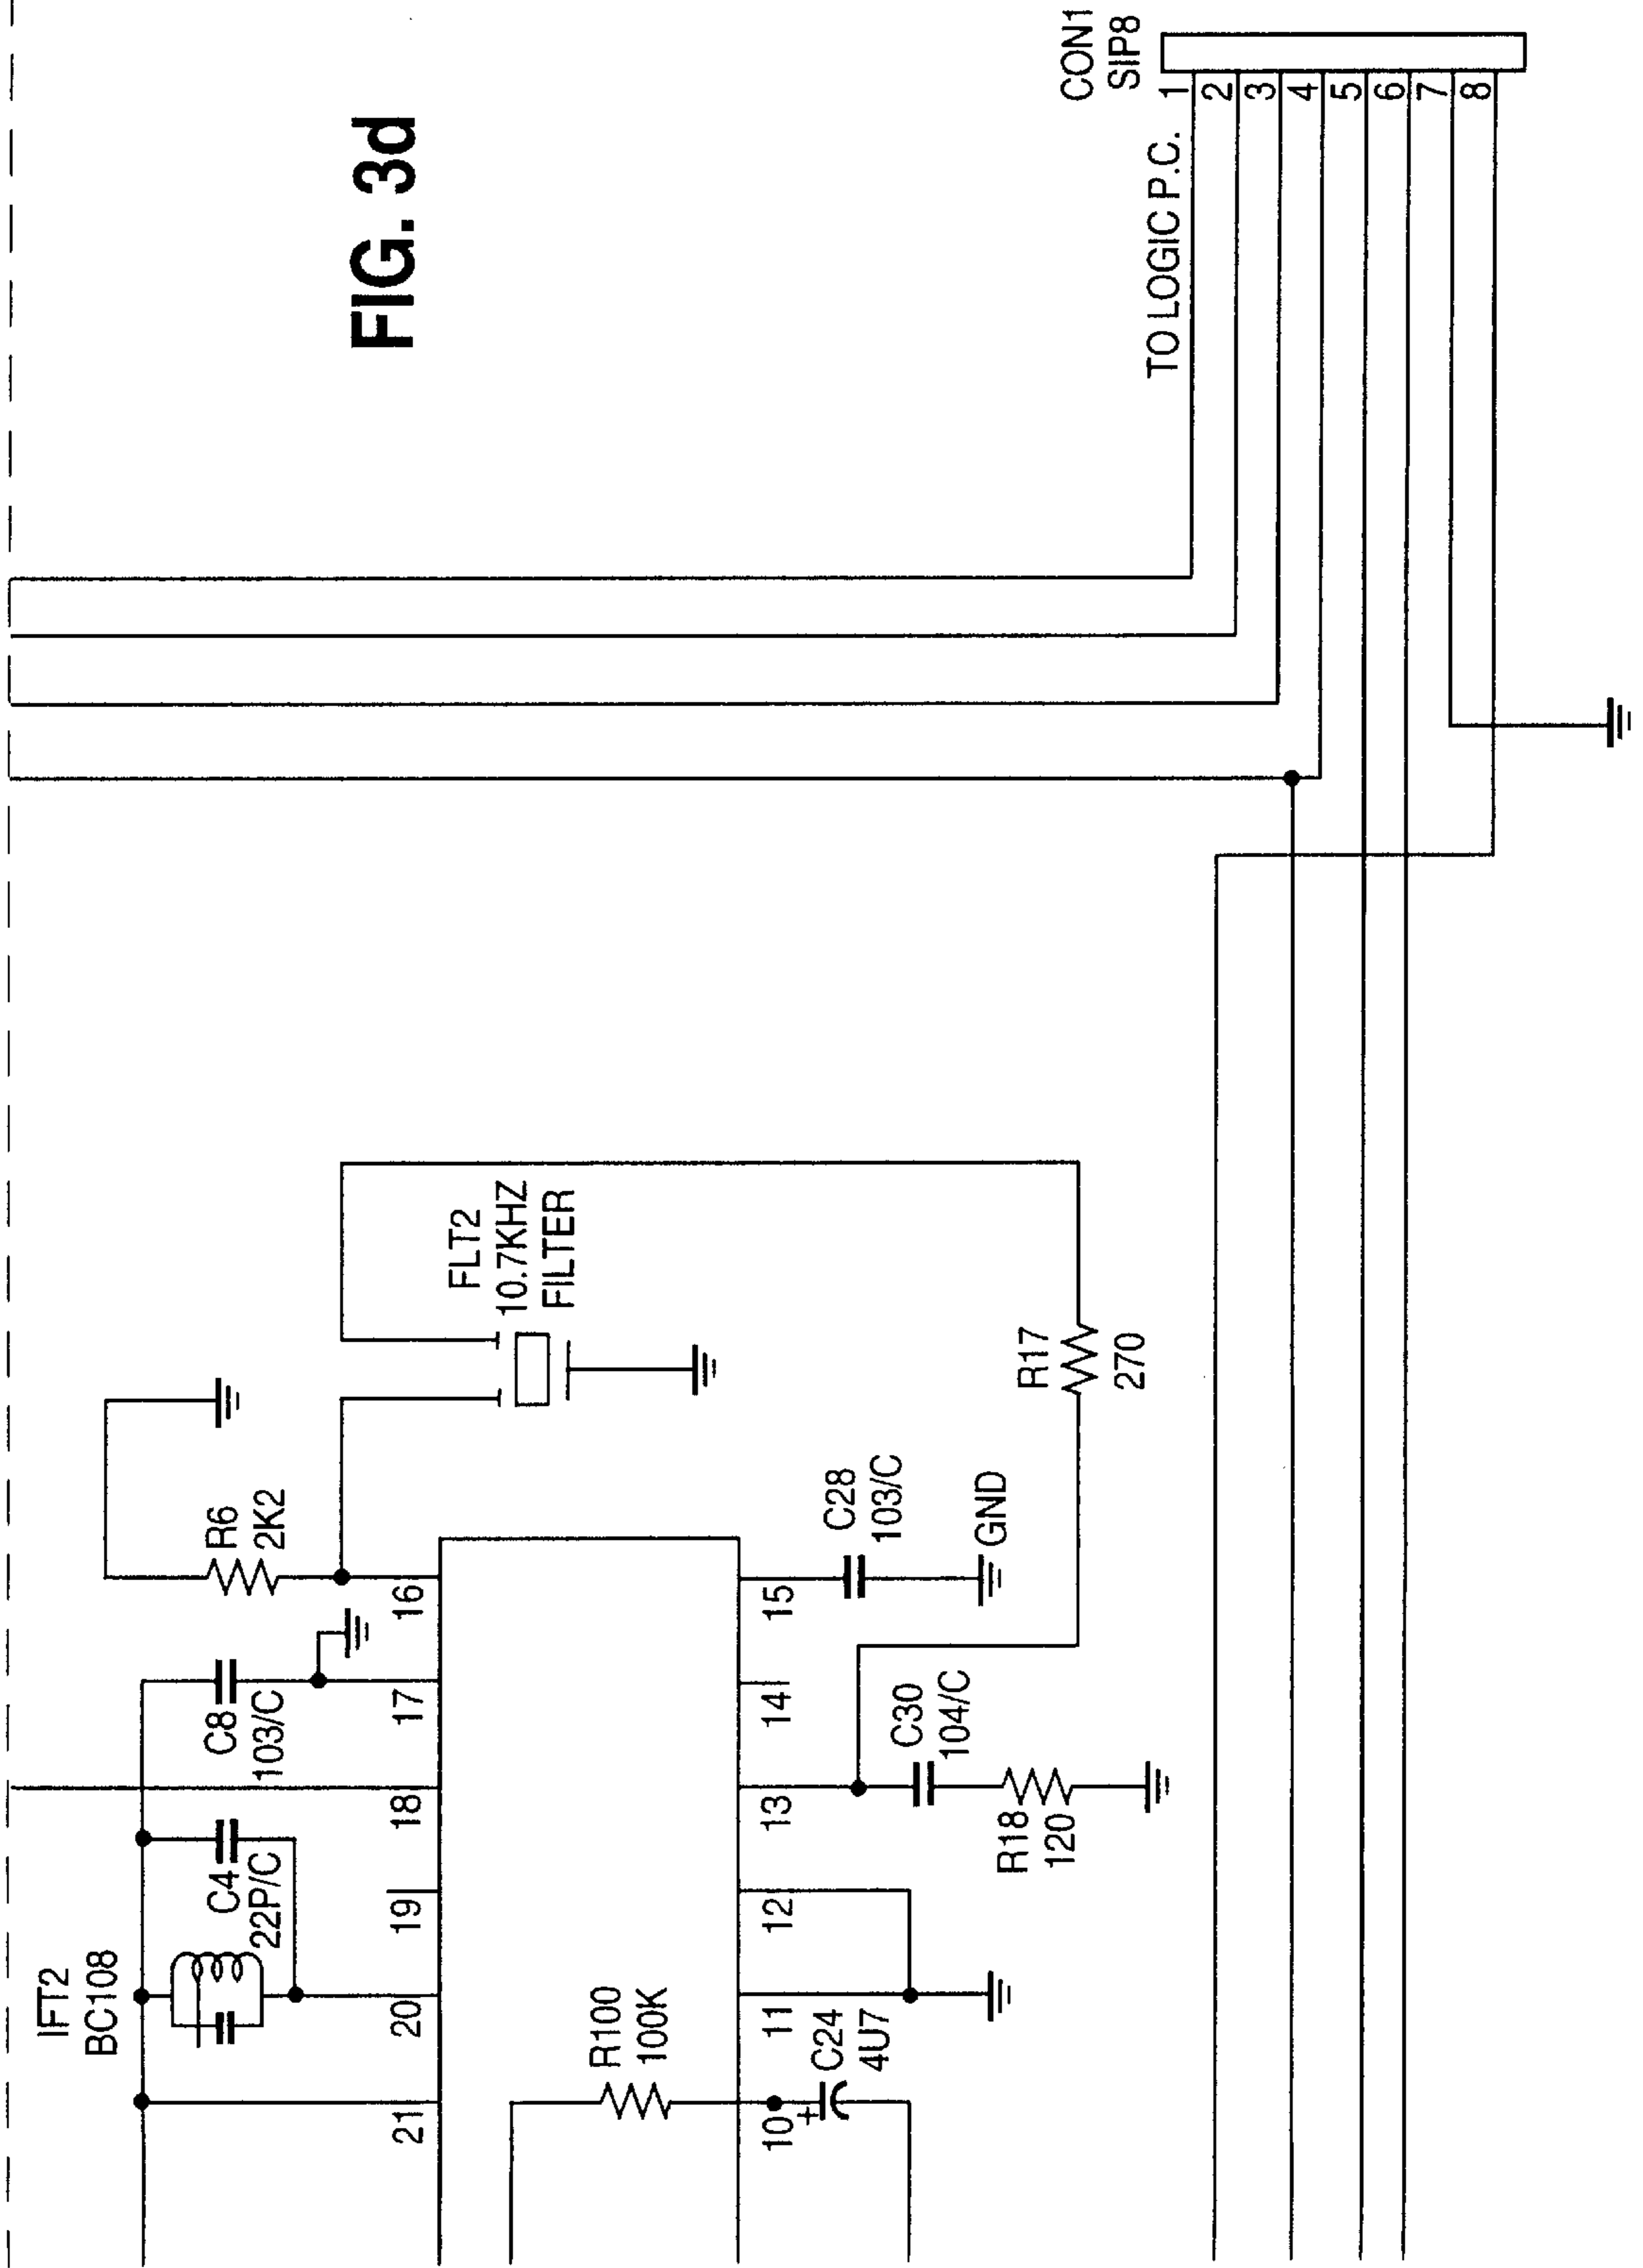 FIG. 3d
IFT2
BC108
C4
22P/C
C8
103/C
R6
2K2
FLT2
10.7KHZ
FILTER
21
20
19
18
17
16
R100
100K
10
+
11
12
13
14
15
C24
4U7
C30
104/C
R18
120
C28
103/C
GND
R17
270
CON1
SIP8
TO LOGIC P.C.
1
2
3
4
5
6
7
8